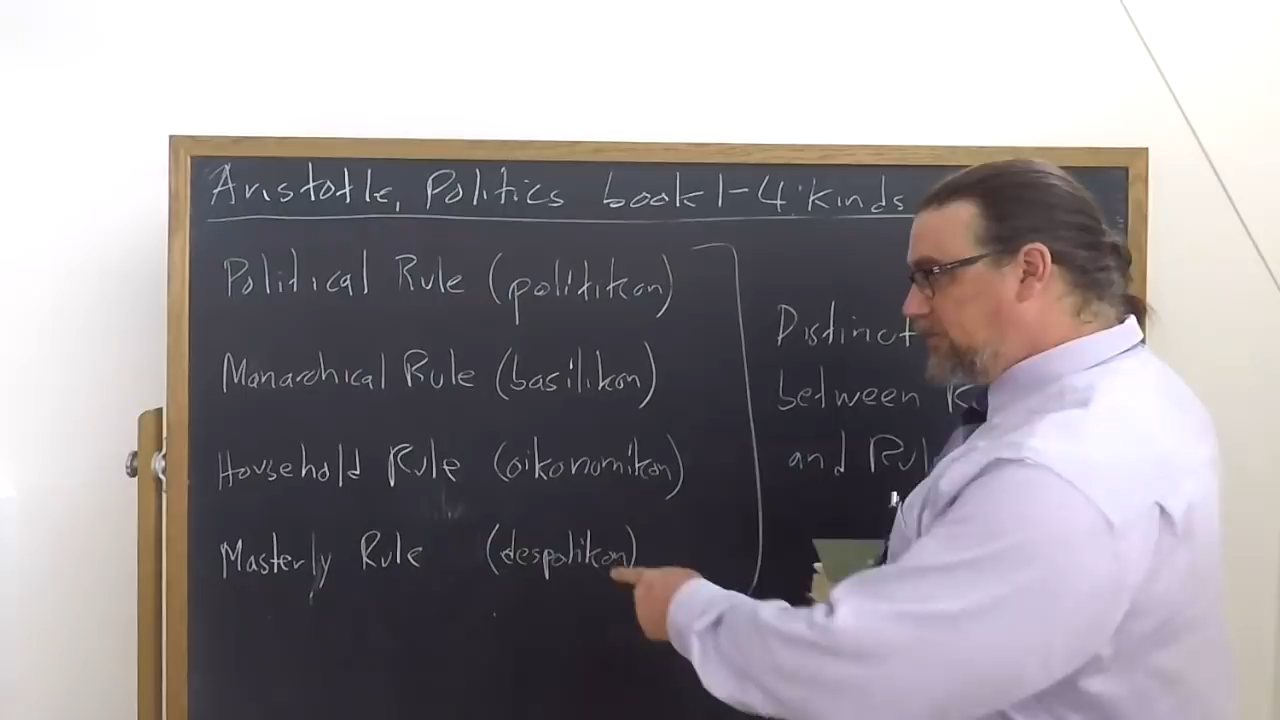 Aristotle, Politics book 1 - 4 kinds
Political Rule (politikon)
Monarchical Rule (basilikon)
Household Rule (oikonomikon)
Masterly Rule (despotikon)
Distinct
between
and